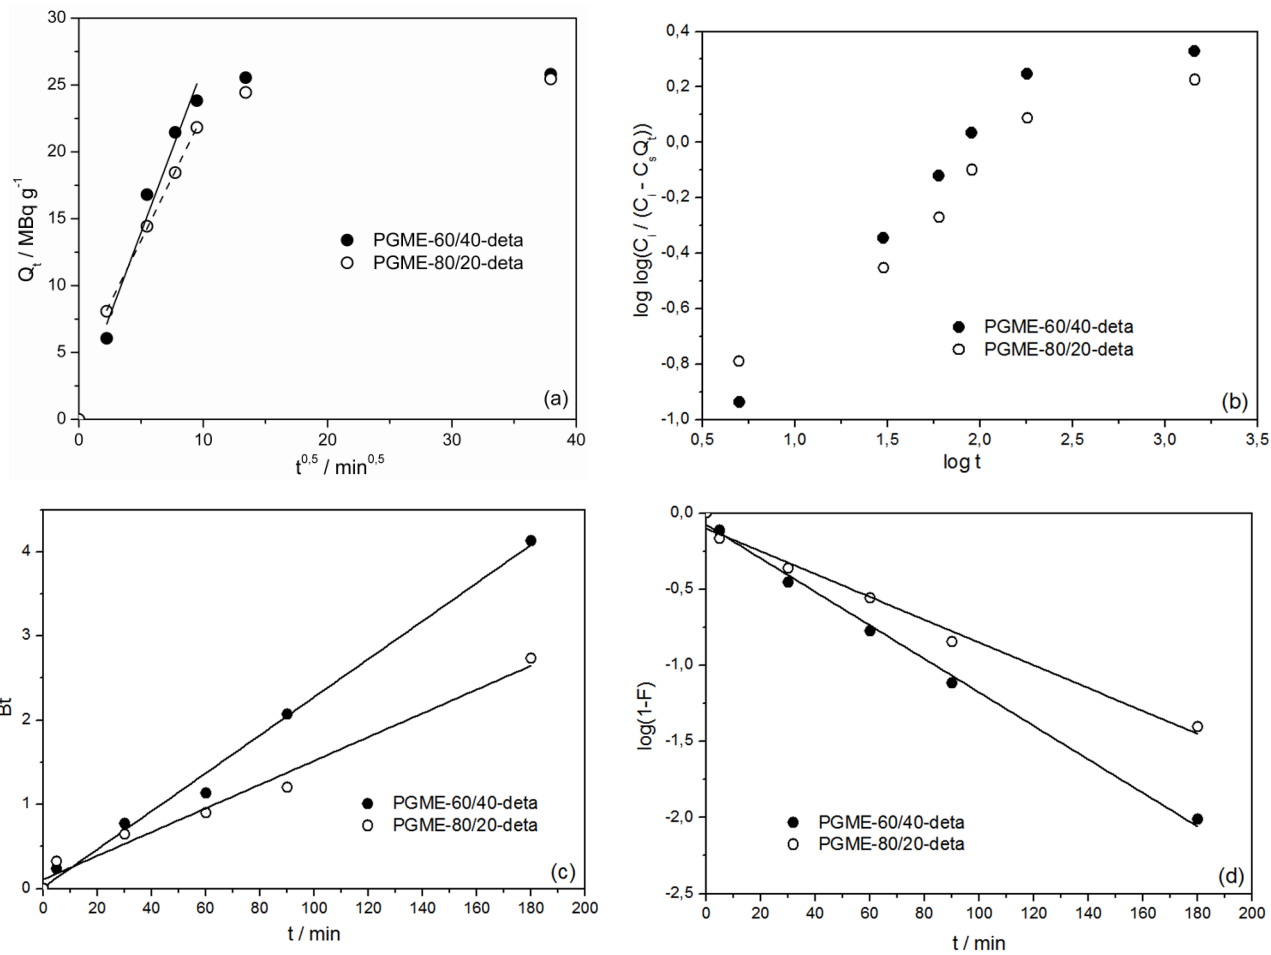 30
25
20
15
10
5
0
Q_t / MBq g^-1
PGME-60/40-deta
PGME-80/20-deta
(a)
0 10 20 30 40
t^0,5 / min^0,5
0,4
0,2
0,0
-0,2
-0,4
-0,6
-0,8
-1,0
log log(C_i / (C_i - C_s Q_t))
PGME-60/40-deta
PGME-80/20-deta
(b)
0,5 1,0 1,5 2,0 2,5 3,0 3,5
log t
4
3
2
1
0
Bt
PGME-60/40-deta
PGME-80/20-deta
(c)
0 20 40 60 80 100 120 140 160 180 200
t / min
0,0
-0,5
-1,0
-1,5
-2,0
-2,5
log(1-F)
PGME-60/40-deta
PGME-80/20-deta
(d)
0 20 40 60 80 100 120 140 160 180 200
t / min